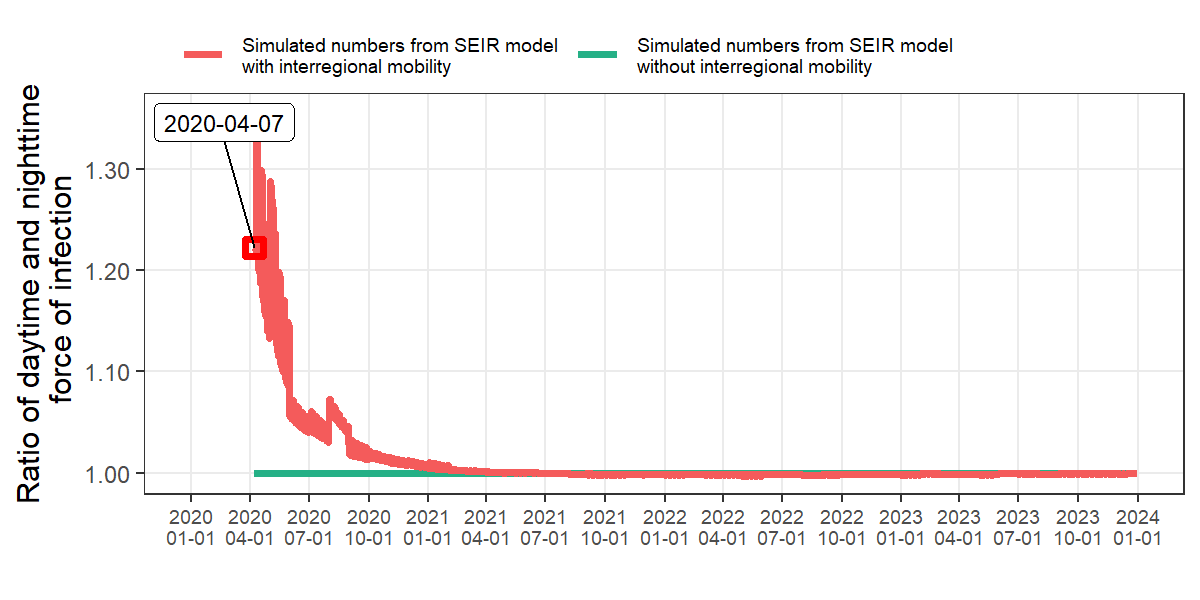 Simulated numbers from SEIR model
with interregional mobility
Simulated numbers from SEIR model
without interregional mobility
2020-04-07
Ratio of daytime and nighttime
force of infection
1.30
1.20
1.10
1.00
2020 2020 2020 2020 2021 2021 2021 2021 2022 2022 2022 2022 2023 2023 2023 2023 2024
01-01 04-01 07-01 10-01 01-01 04-01 07-01 10-01 01-01 04-01 07-01 10-01 01-01 04-01 07-01 10-01 01-01